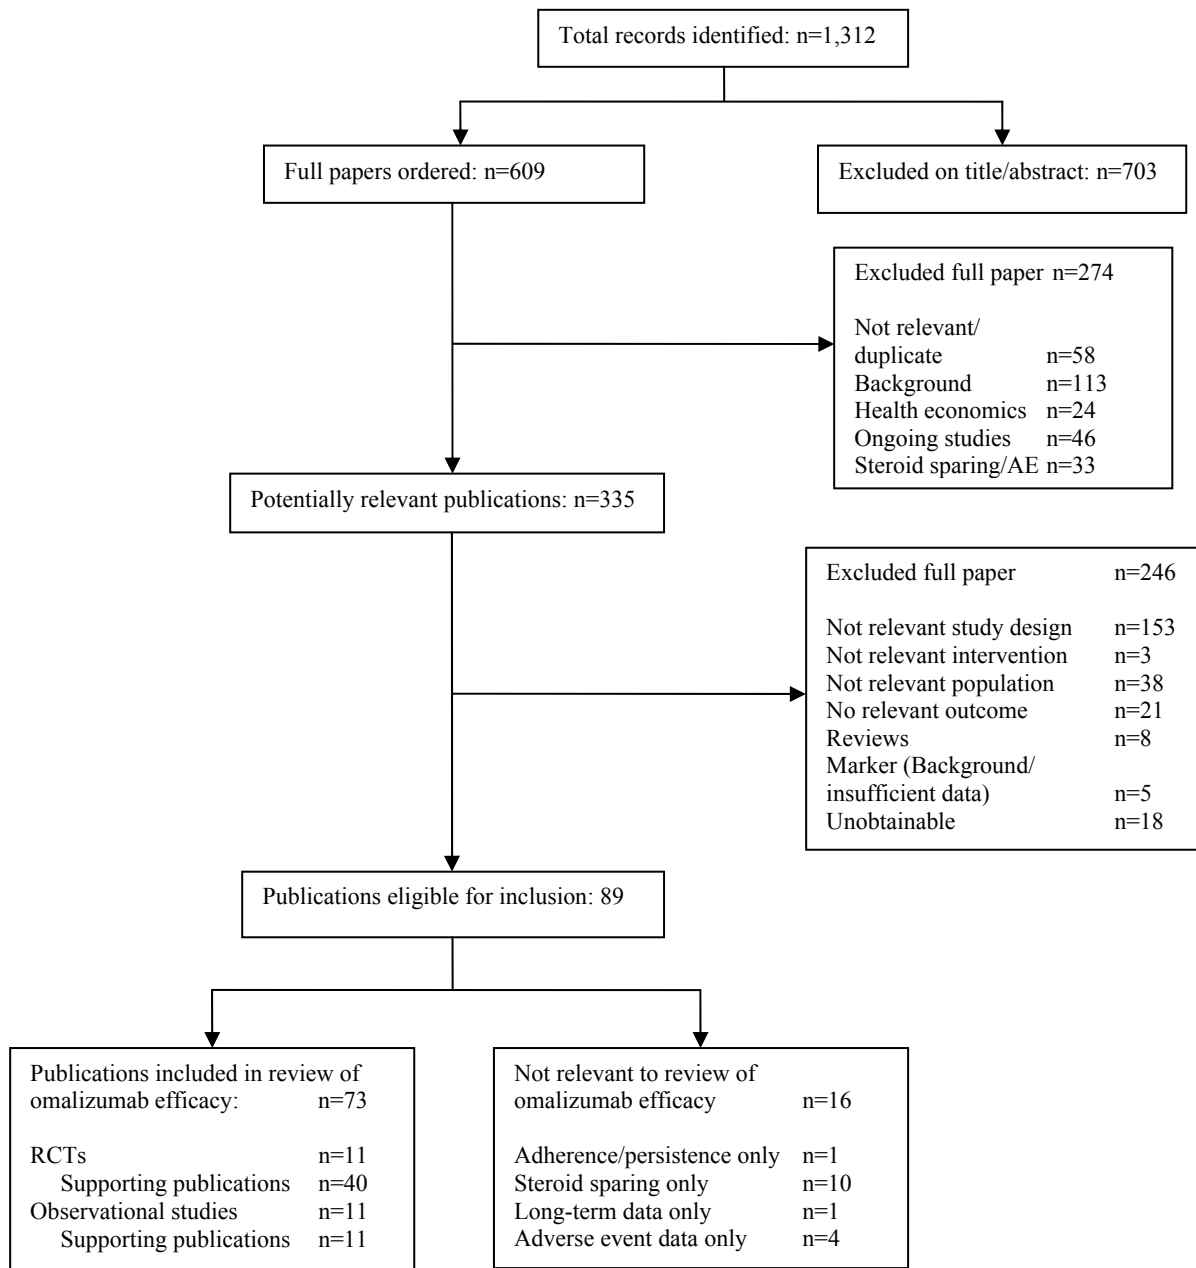 Total records identified: n=1,312
Full papers ordered: n=609
Excluded on title/abstract: n=703
Excluded full paper n=274
Not relevant/
duplicate n=58
Background n=113
Health economics n=24
Ongoing studies n=46
Steroid sparing/AE n=33
Potentially relevant publications: n=335
Excluded full paper n=246
Not relevant study design n=153
Not relevant intervention n=3
Not relevant population n=38
No relevant outcome n=21
Reviews n=8
Marker (Background/
insufficient data) n=5
Unobtainable n=18
Publications eligible for inclusion: 89
Publications included in review of
omalizumab efficacy: n=73
RCTs n=11
Supporting publications n=40
Observational studies n=11
Supporting publications n=11
Not relevant to review of
omalizumab efficacy n=16
Adherence/persistence only n=1
Steroid sparing only n=10
Long-term data only n=1
Adverse event data only n=4